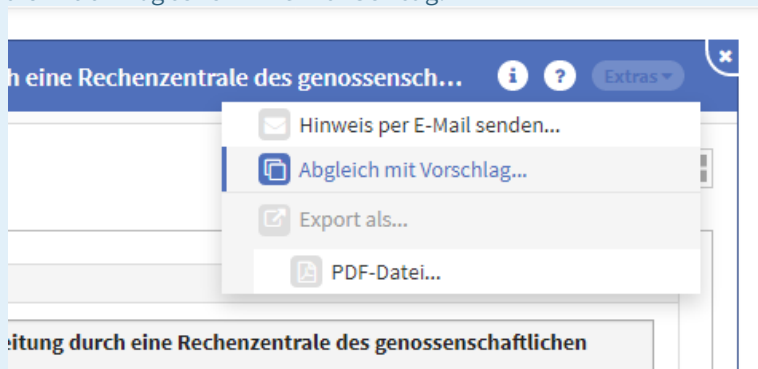 h eine Rechenzentrale des genossensch...
Extras
Hinweis per E-Mail senden...
Abgleich mit Vorschlag...
Export als...
PDF-Datei...
eitung durch eine Rechenzentrale des genossenschaftlichen